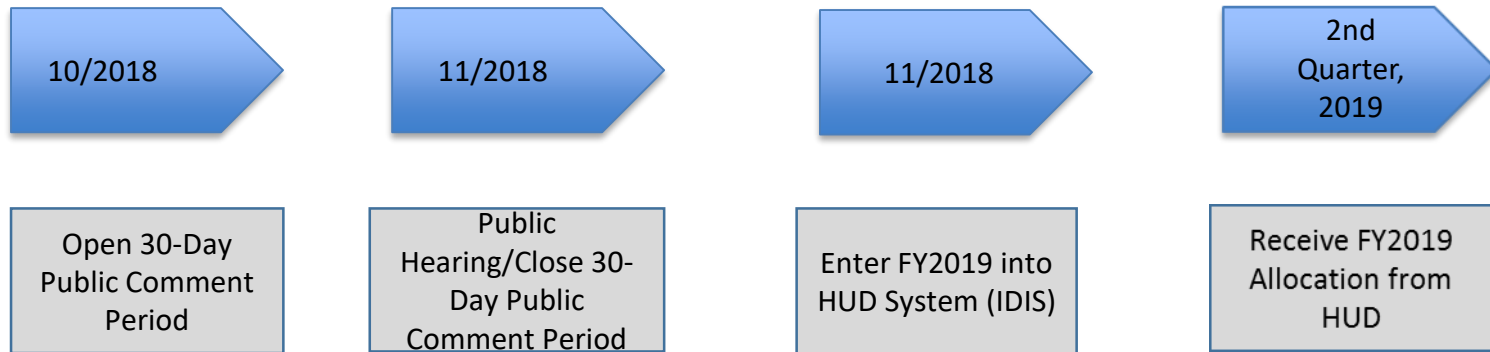 10/2018
11/2018
11/2018
2nd
Quarter,
2019
Open 30-Day
Public Comment
Period
Public
Hearing/Close 30-
Day Public
Comment Period
Enter FY2019 into
HUD System (IDIS)
Receive FY2019
Allocation from
HUD